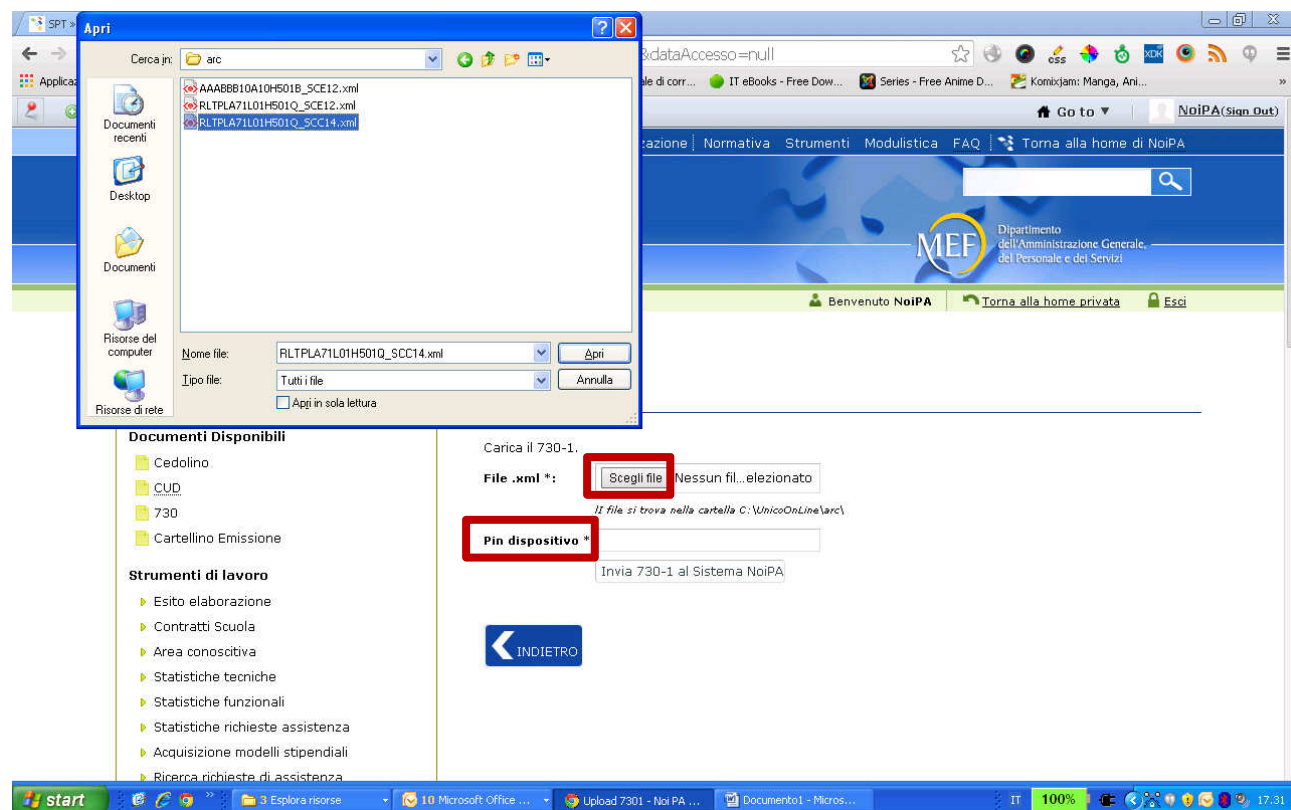 SPT »
Apri
Cerca in:
arc
AAABBB10A10H501B_SCE12.xml
RLTPLA71L01H501Q_SCE12.xml
RLTPLA71L01H501Q_SCC14.xml
Documenti
recenti
Desktop
Documenti
Risorse del
computer
Risorse di rete
Nome file:
RLTPLA71L01H501Q_SCC14.xml
Apri
Tipo file:
Tutti i file
Annulla
Apri in sola lettura
&dataAccesso=null
css
XDK
Applicaz
ale di corr...
IT eBooks - Free Dow...
Series - Free Anime D...
Komixjam: Manga, Ani...
»
Go to ▼
NoiPA(Sign Out)
zazione
Normativa
Strumenti
Modulistica
FAQ
Torna alla home di NoiPA
MEF
Dipartimento
dell'Amministrazione Generale,
del Personale e dei Servizi
Benvenuto NoiPA
Torna alla home privata
Esci
Documenti Disponibili
Cedolino
CUD
730
Cartellino Emissione
Strumenti di lavoro
Esito elaborazione
Contratti Scuola
Area conoscitiva
Statistiche tecniche
Statistiche funzionali
Statistiche richieste assistenza
Acquisizione modelli stipendiali
Ricerca richieste di assistenza
Carica il 730-1.
File .xml *:
Scegli file
Nessun fil...elezionato
Il file si trova nella cartella C:\UnicoOnLine\arc\
Pin dispositivo *
Invia 730-1 al Sistema NoiPA
INDIETRO
start
»
3 Esplora risorse
10 Microsoft Office ...
Upload 7301 - Noi PA ...
Documento1 - Micros...
IT
100%
17.31